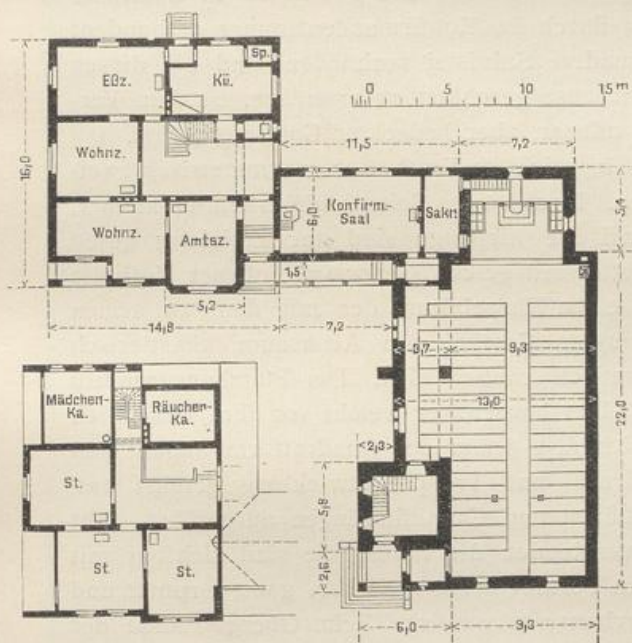 Eßz.
Kü.
Sp.
0 5 10 15 m
16,0
11,5
7,2
Wohnz.
Konfirm.-
Saal
Sakr.
6,0
5,4
Wohnz.
Amtsz.
1,5
5,2
14,8
7,2
3,7
9,3
13,0
22,0
Mädchen-
Ka.
Räucher-
Ka.
2,3
St.
5,8
St.
St.
2,6
6,0
9,3